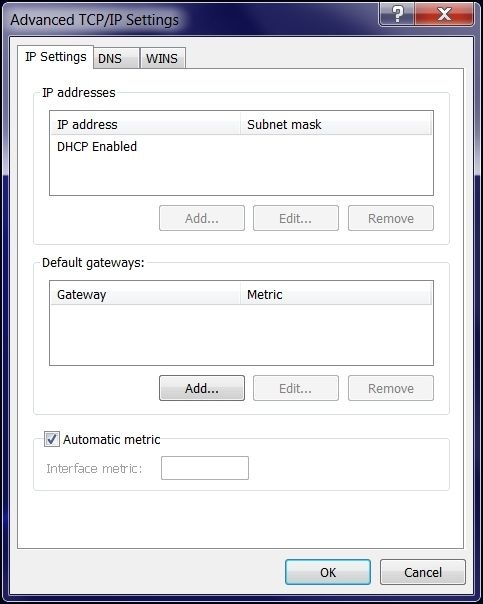 Advanced TCP/IP Settings
?
IP Settings DNS WINS
IP addresses
IP address Subnet mask
DHCP Enabled
Add... Edit... Remove
Default gateways:
Gateway Metric
Add... Edit... Remove
Automatic metric
Interface metric:
OK Cancel